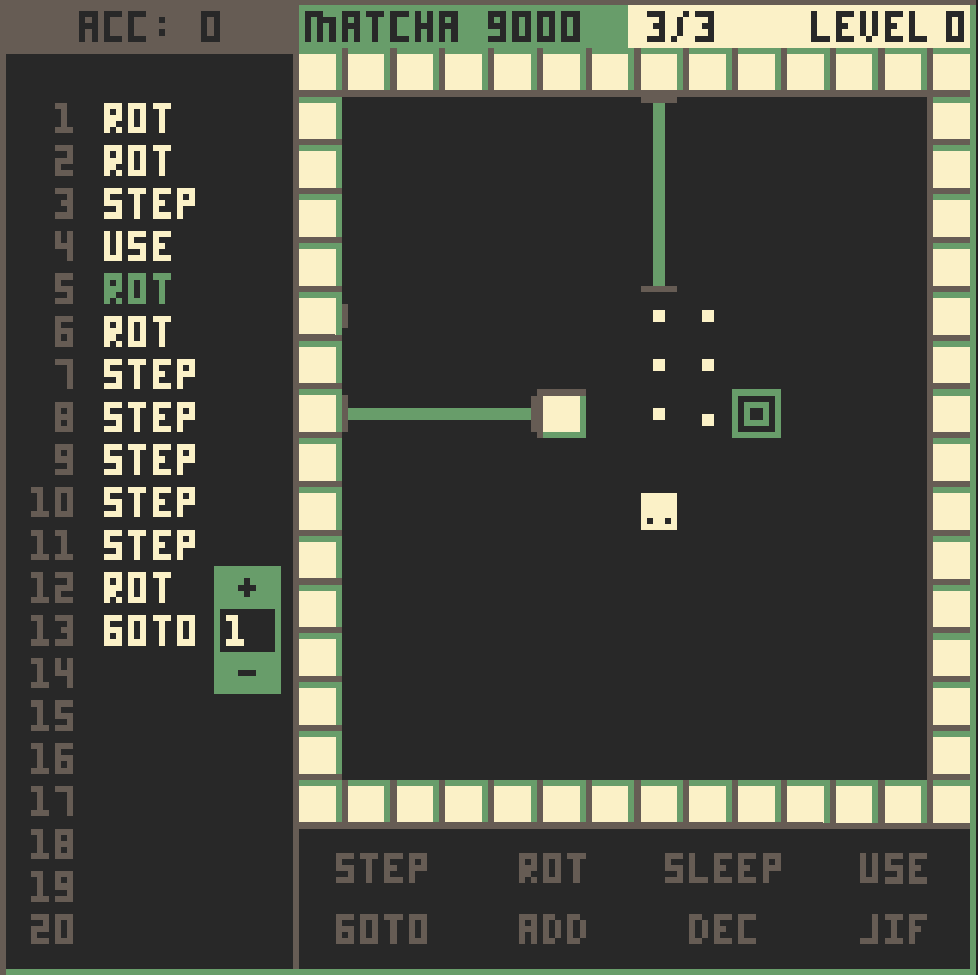 ACC: 0
MATCHA 9000 3/3 LEVEL 0
1 ROT
2 ROT
3 STEP
4 USE
5 ROT
6 ROT
7 STEP
8 STEP
9 STEP
10 STEP
11 STEP
12 ROT +
13 GOTO 1
14 -
15
16
17
18
19
20
STEP ROT SLEEP USE
GOTO ADD DEC JIF